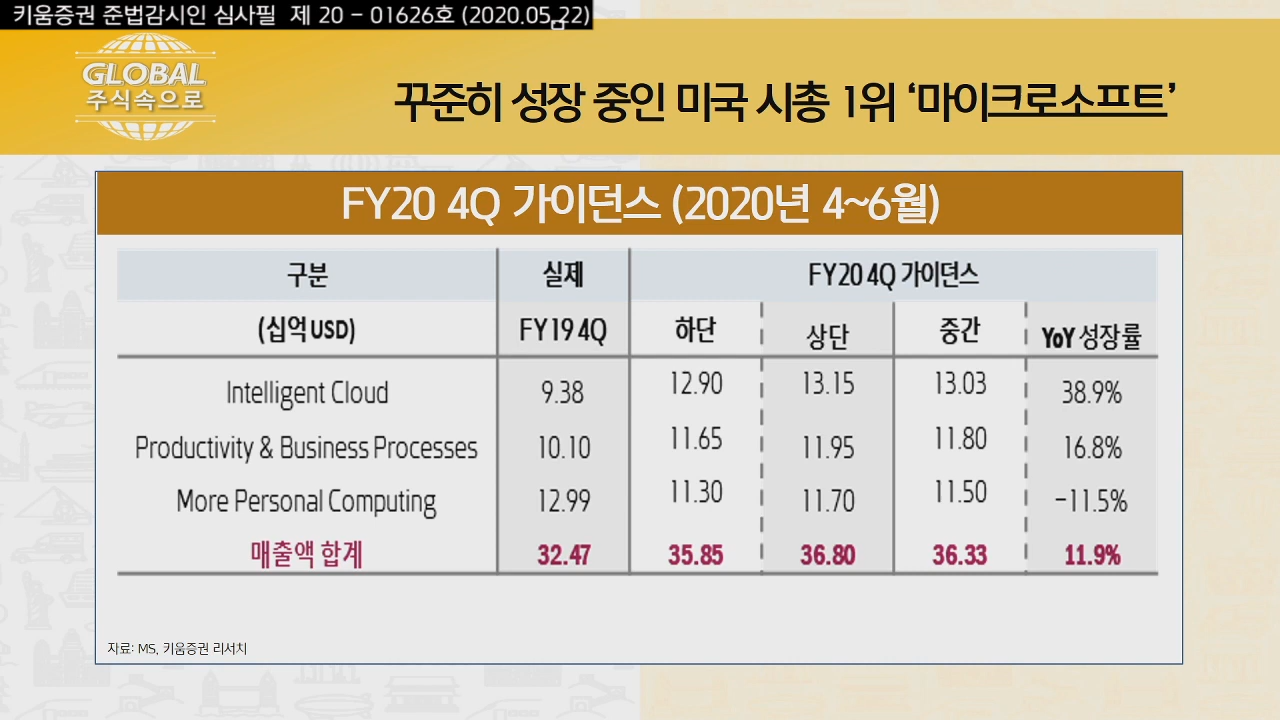 키움증권 준법감시인 심사필 제 20 - 01626호 (2020.05.22)
GLOBAL
주식속으로
꾸준히 성장 중인 미국 시총 1위 ‘마이크로소프트’
FY20 4Q 가이던스 (2020년 4~6월)
구분 실제 FY20 4Q 가이던스
(십억 USD) FY19 4Q 하단 상단 중간 YoY 성장률
Intelligent Cloud 9.38 12.90 13.15 13.03 38.9%
Productivity & Business Processes 10.10 11.65 11.95 11.80 16.8%
More Personal Computing 12.99 11.30 11.70 11.50 -11.5%
매출액 합계 32.47 35.85 36.80 36.33 11.9%
자료: MS, 키움증권 리서치